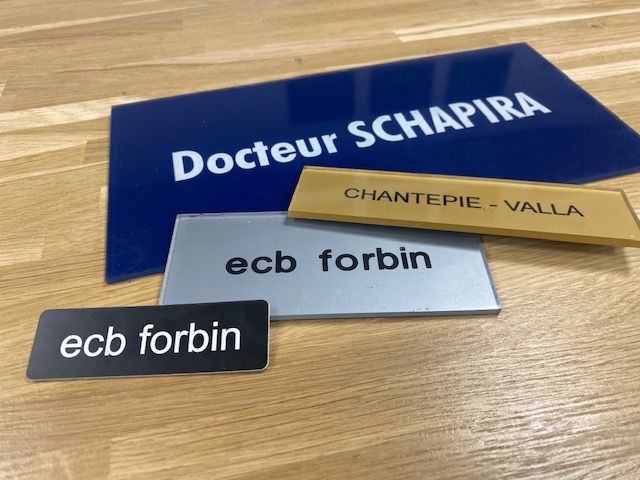 Docteur SCHAPIRA
CHANTEPIE - VALLA
ecb forbin
ecb forbin